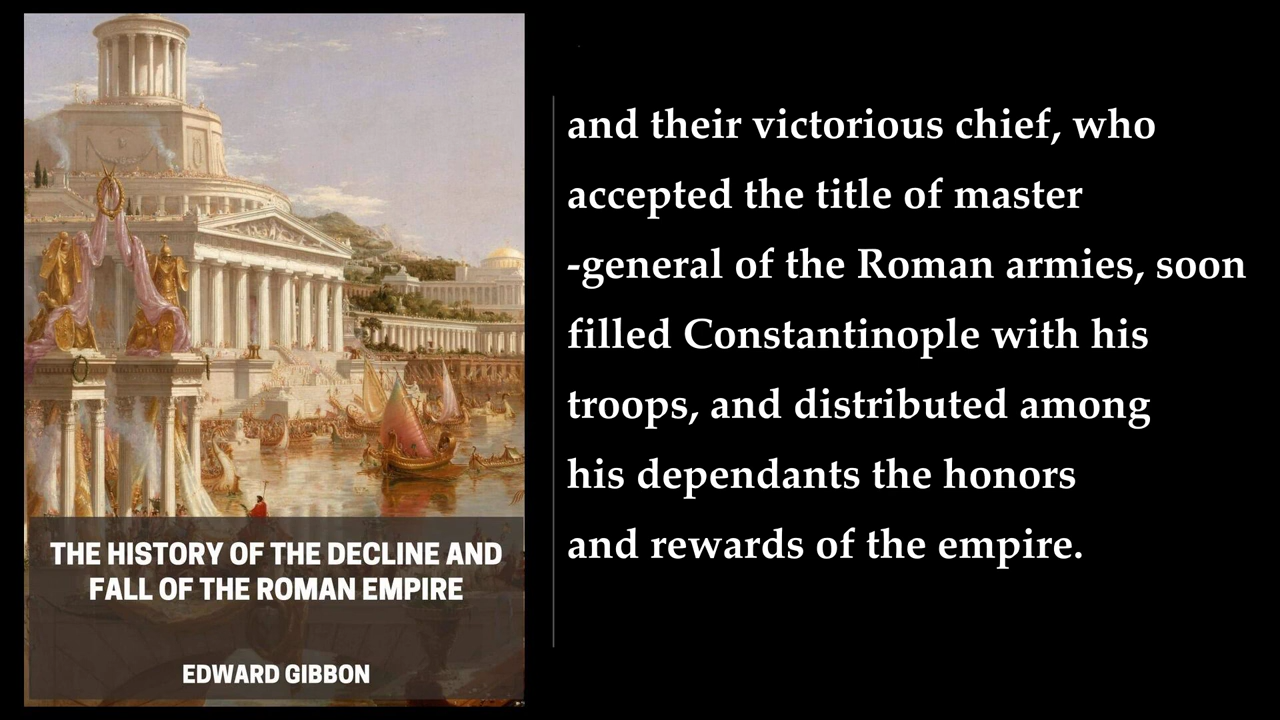 THE HISTORY OF THE DECLINE AND
FALL OF THE ROMAN EMPIRE
EDWARD GIBBON
and their victorious chief, who
accepted the title of master
-general of the Roman armies, soon
filled Constantinople with his
troops, and distributed among
his dependants the honors
and rewards of the empire.